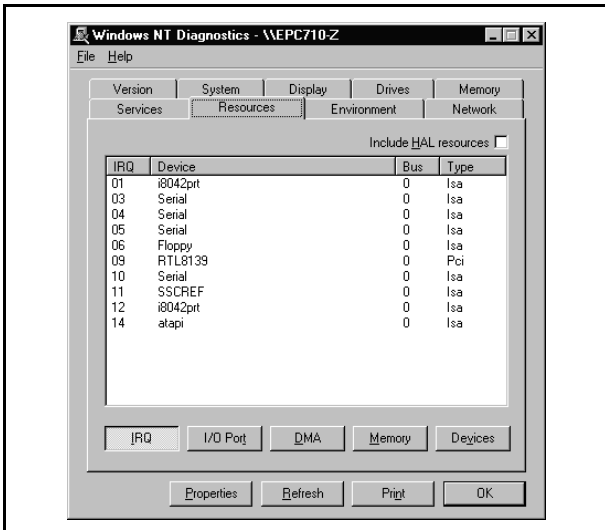 Windows NT Diagnostics - \\EPC710-Z
File Help
Version System Display Drives Memory
Services Resources Environment Network
Include HAL resources
IRQ Device Bus Type
01 i8042prt 0 Isa
03 Serial 0 Isa
04 Serial 0 Isa
05 Serial 0 Isa
06 Floppy 0 Isa
09 RTL8139 0 Pci
10 Serial 0 Isa
11 SSCREF 0 Isa
12 i8042prt 0 Isa
14 atapi 0 Isa
IRQ I/O Port DMA Memory Devices
Properties Refresh Print OK